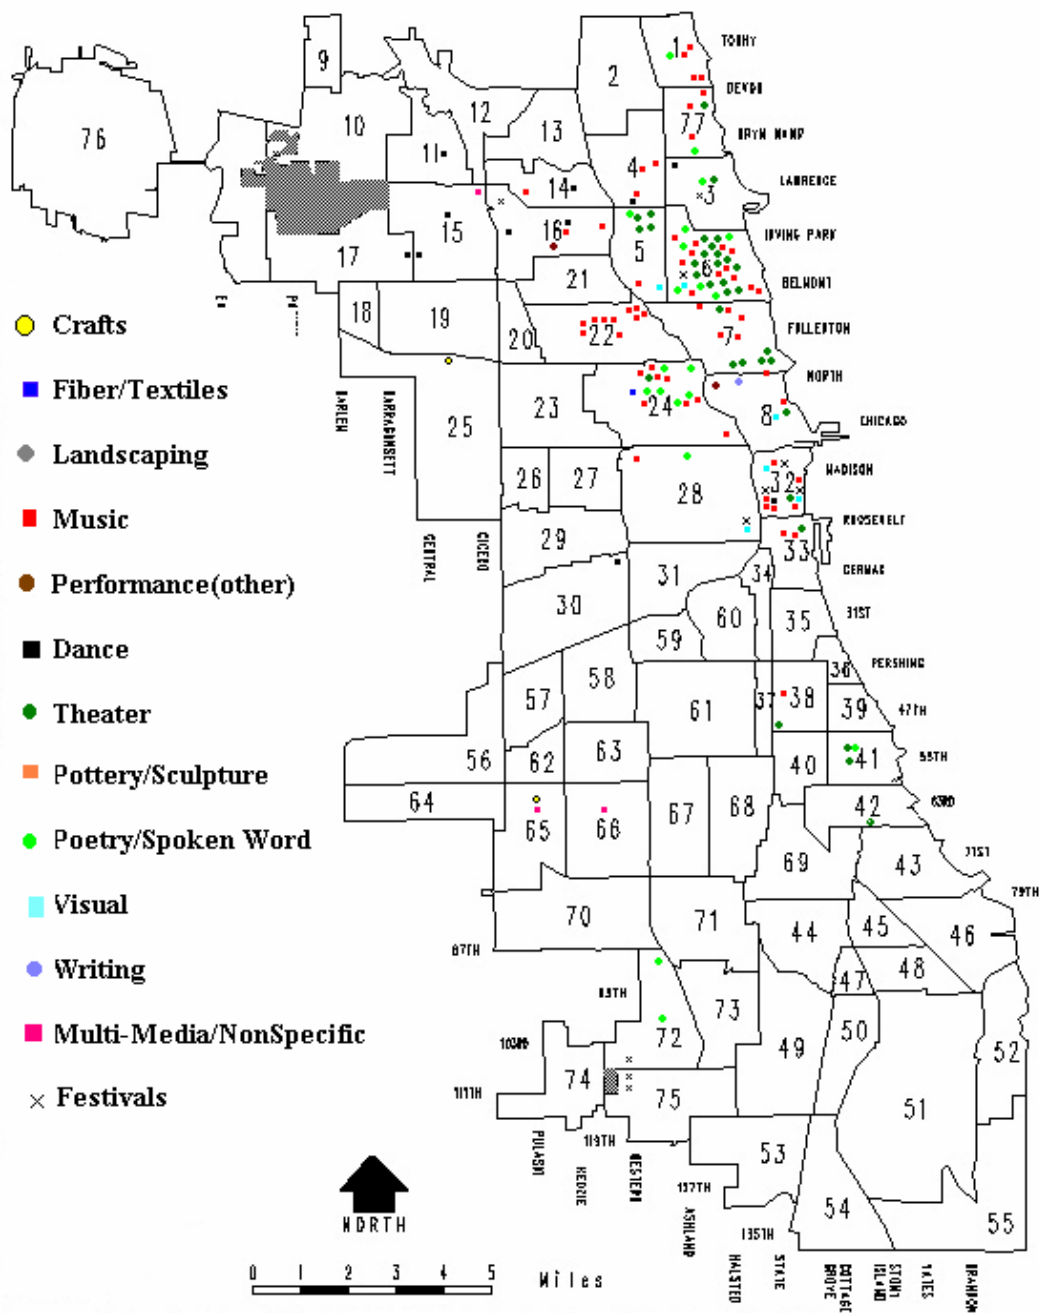 1
TOUHY
9
2
DEVON
76
10
12
13
77
BRYN MAWR
11
4
14
3
LAWRENCE
15
16
IRVING PARK
17
5
6
21
BELMONT
18
19
20
22
7
FULLERTON
NORTH
HARLEM
NARRAGANSETT
25
23
24
8
CHICAGO
26
27
28
32
MADISON
CENTRAL
CICERO
29
ROOSEVELT
33
CERMAK
30
31
34
60
35
31ST
59
36
PERSHING
57
58
61
37
38
39
47TH
56
62
63
40
41
55TH
64
65
66
67
68
42
63RD
69
43
71ST
79TH
70
71
44
45
46
87TH
47
48
73
95TH
72
50
49
52
103RD
74
75
51
111TH
119TH
PULASKI
KEDZIE
WESTERN
53
127TH
54
55
135TH
ASHLAND
HALSTED
STATE
COTTAGE GROVE
STONY ISLAND
YATES
BRANDON
Crafts
Fiber/Textiles
Landscaping
Music
Performance(other)
Dance
Theater
Pottery/Sculpture
Poetry/Spoken Word
Visual
Writing
Multi-Media/NonSpecific
Festivals
NORTH
0 1 2 3 4 5 Miles